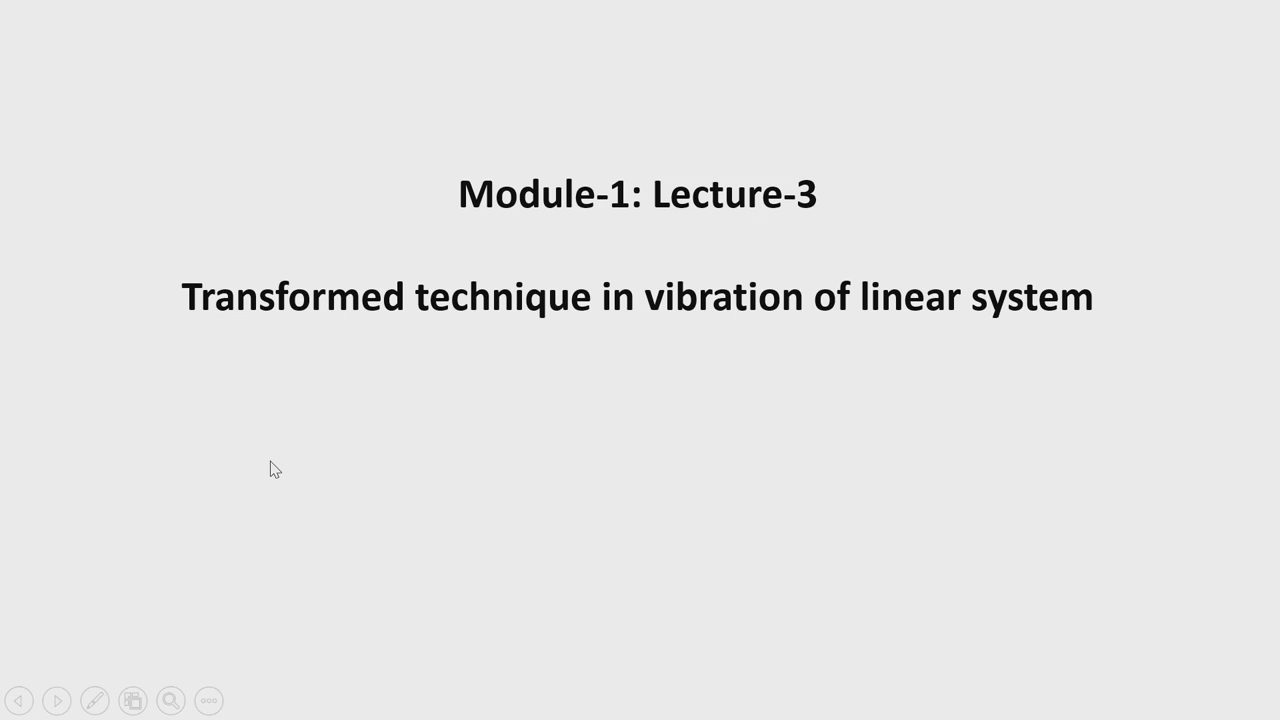 Module-1: Lecture-3
Transformed technique in vibration of linear system